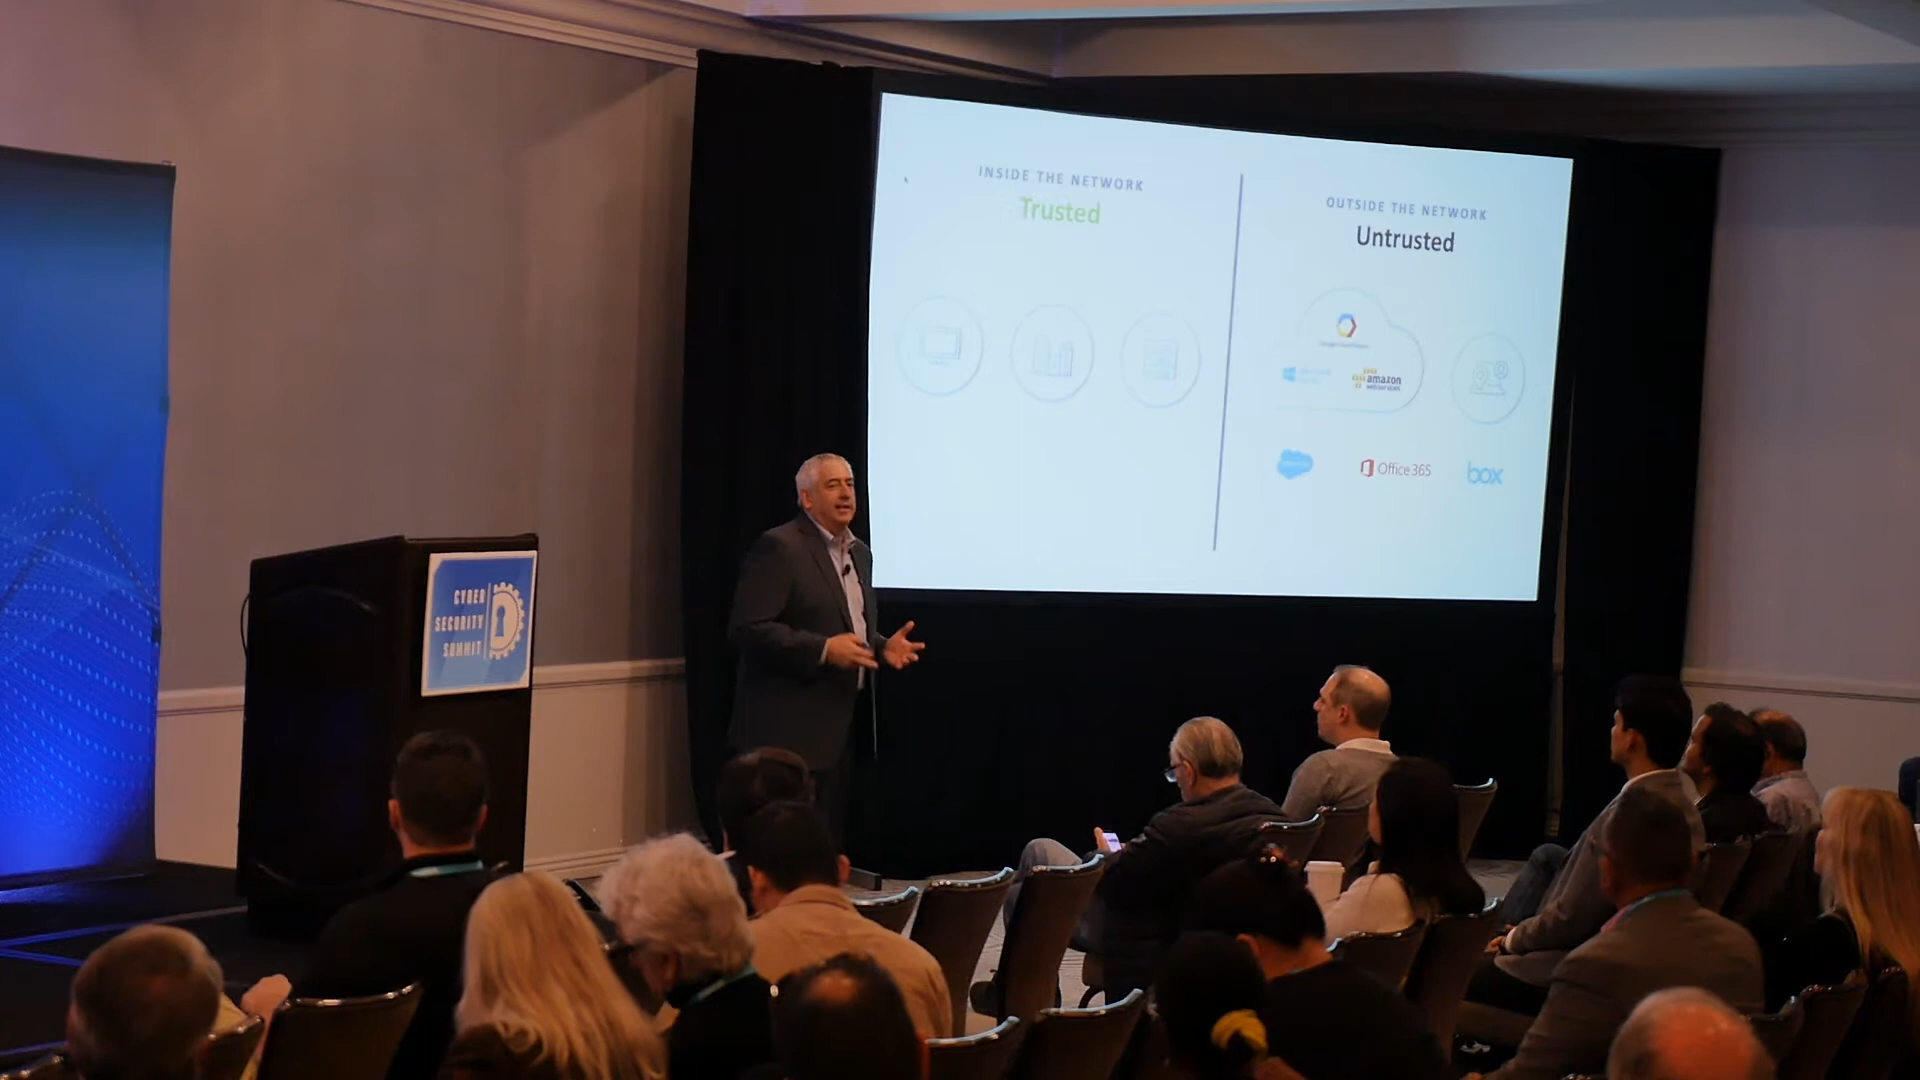 INSIDE THE NETWORK
Trusted
OUTSIDE THE NETWORK
Untrusted
amazon
Office 365
box
CYBER
SECURITY
SUMMIT